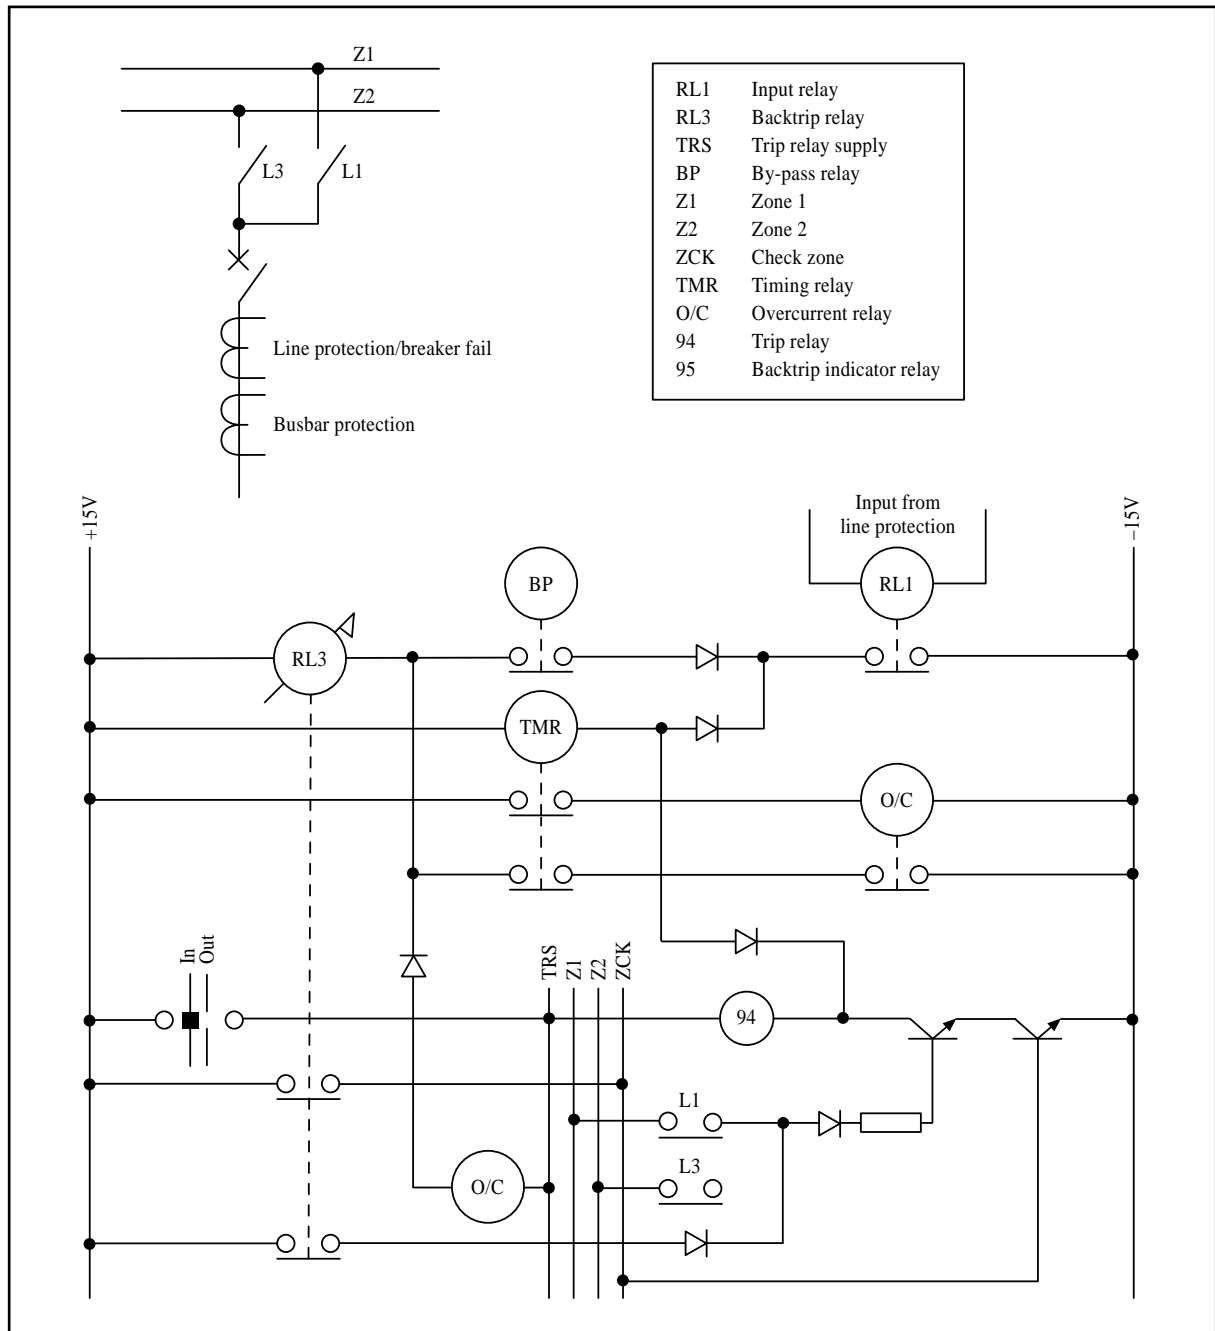 Z1
Z2
L3
L1
Line protection/breaker fail
Busbar protection
RL1 Input relay
RL3 Backtrip relay
TRS Trip relay supply
BP By-pass relay
Z1 Zone 1
Z2 Zone 2
ZCK Check zone
TMR Timing relay
O/C Overcurrent relay
94 Trip relay
95 Backtrip indicator relay
+15V
Input from
line protection
–15V
BP
RL1
RL3
TMR
O/C
In
Out
TRS
Z1
Z2
ZCK
94
L1
L3
O/C